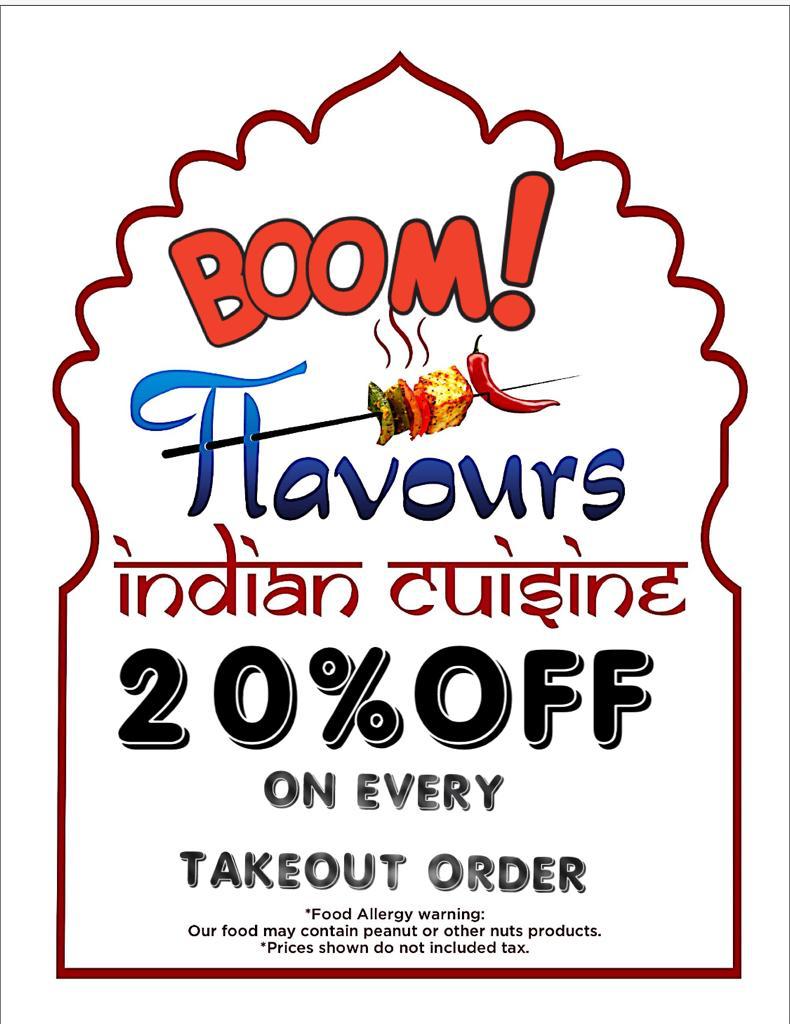 BOOM!
Flavours
indian cuisine
20%OFF
ON EVERY
TAKEOUT ORDER
*Food Allergy warning:
Our food may contain peanut or other nuts products.
*Prices shown do not included tax.